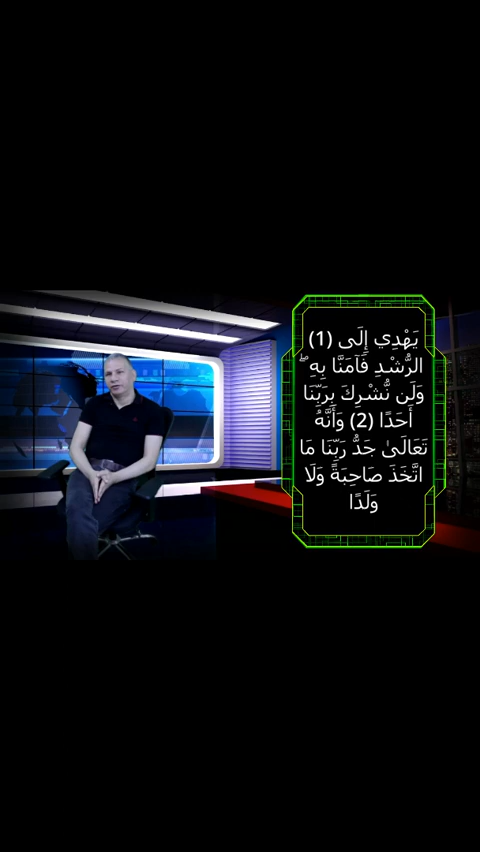 (1) يَهْدِي إِلَى
الرُّشْدِ فَآمَنَّا بِهِ ۖ
وَلَن نُّشْرِكَ بِرَبِّنَا
أَحَدًا (2) وَأَنَّهُ
تَعَالَىٰ جَدُّ رَبِّنَا مَا
اتَّخَذَ صَاحِبَةً وَلَا
وَلَدًا